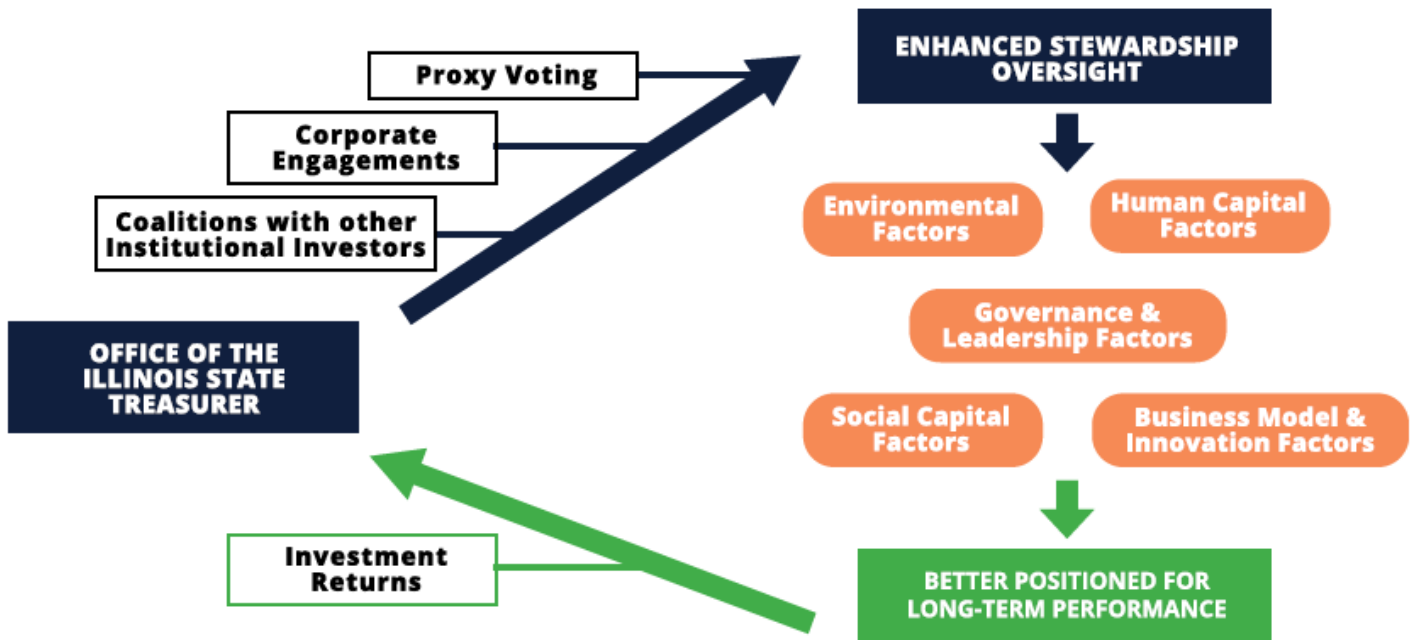 Proxy Voting
Corporate
Engagements
Coalitions with other
Institutional Investors
OFFICE OF THE
ILLINOIS STATE
TREASURER
ENHANCED STEWARDSHIP
OVERSIGHT
Environmental
Factors
Human Capital
Factors
Governance &
Leadership Factors
Social Capital
Factors
Business Model &
Innovation Factors
BETTER POSITIONED FOR
LONG-TERM PERFORMANCE
Investment
Returns